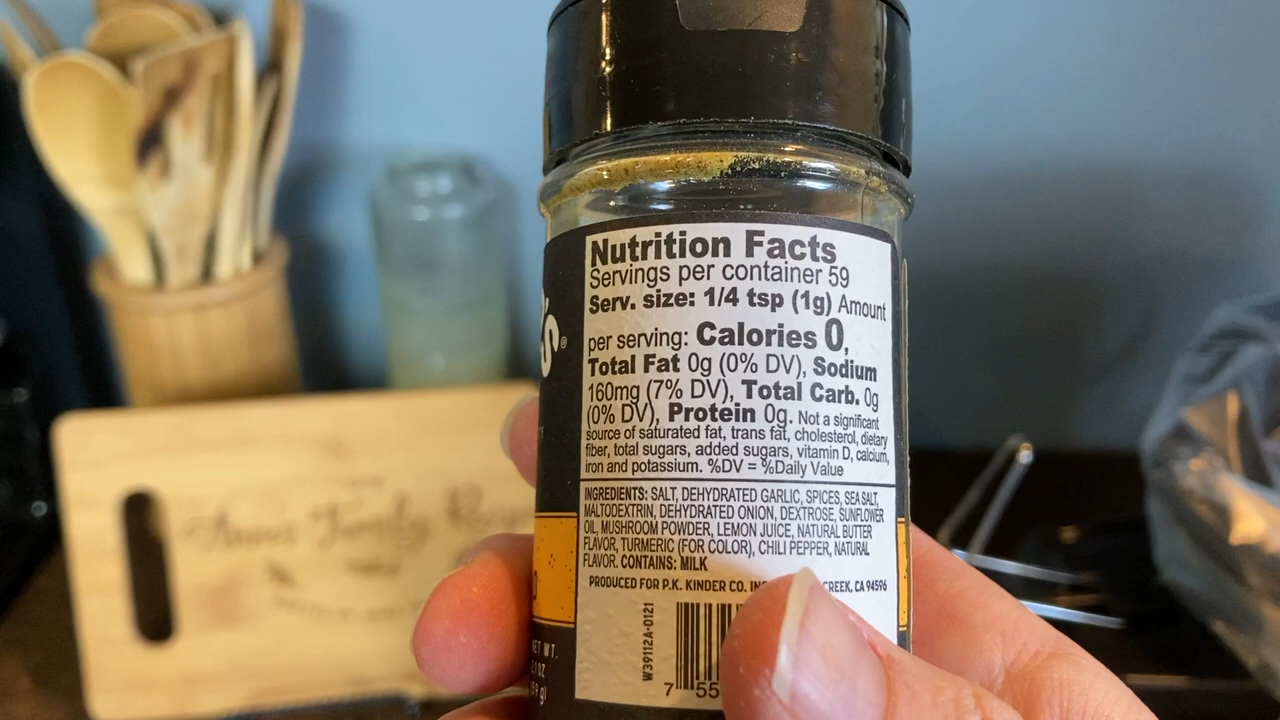 Nutrition Facts
Servings per container 59
Serv. size: 1/4 tsp (1g) Amount
per serving: Calories 0,
Total Fat 0g (0% DV), Sodium
160mg (7% DV), Total Carb. 0g
(0% DV), Protein 0g. Not a significant
source of saturated fat, trans fat, cholesterol, dietary
fiber, total sugars, added sugars, vitamin D, calcium,
iron and potassium. %DV = %Daily Value
INGREDIENTS: SALT, DEHYDRATED GARLIC, SPICES, SEA SALT,
MALTODEXTRIN, DEHYDRATED ONION, DEXTROSE, SUNFLOWER
OIL, MUSHROOM POWDER, LEMON JUICE, NATURAL BUTTER
FLAVOR, TURMERIC (FOR COLOR), CHILI PEPPER, NATURAL
FLAVOR. CONTAINS: MILK
PRODUCED FOR P.K. KINDER CO. CREEK, CA 94596
W39112A-0121
7 55
'S®
NET WT.
Family